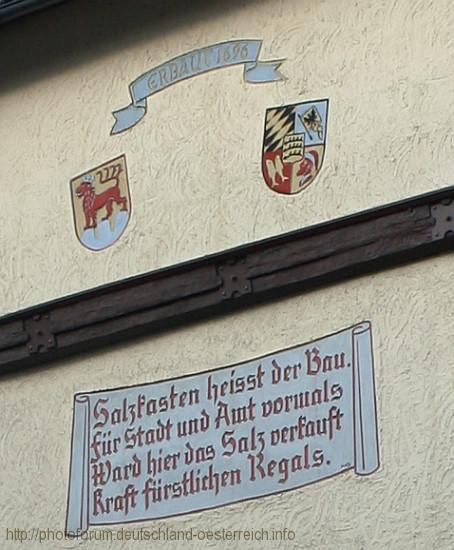 ERBAUT 1696
Salzkasten heisst der Bau.
Für Stadt und Amt vormals
Ward hier das Salz verkauft
Kraft fürstlichen Regals.
http://photoforum.deutschland-oesterreich.info